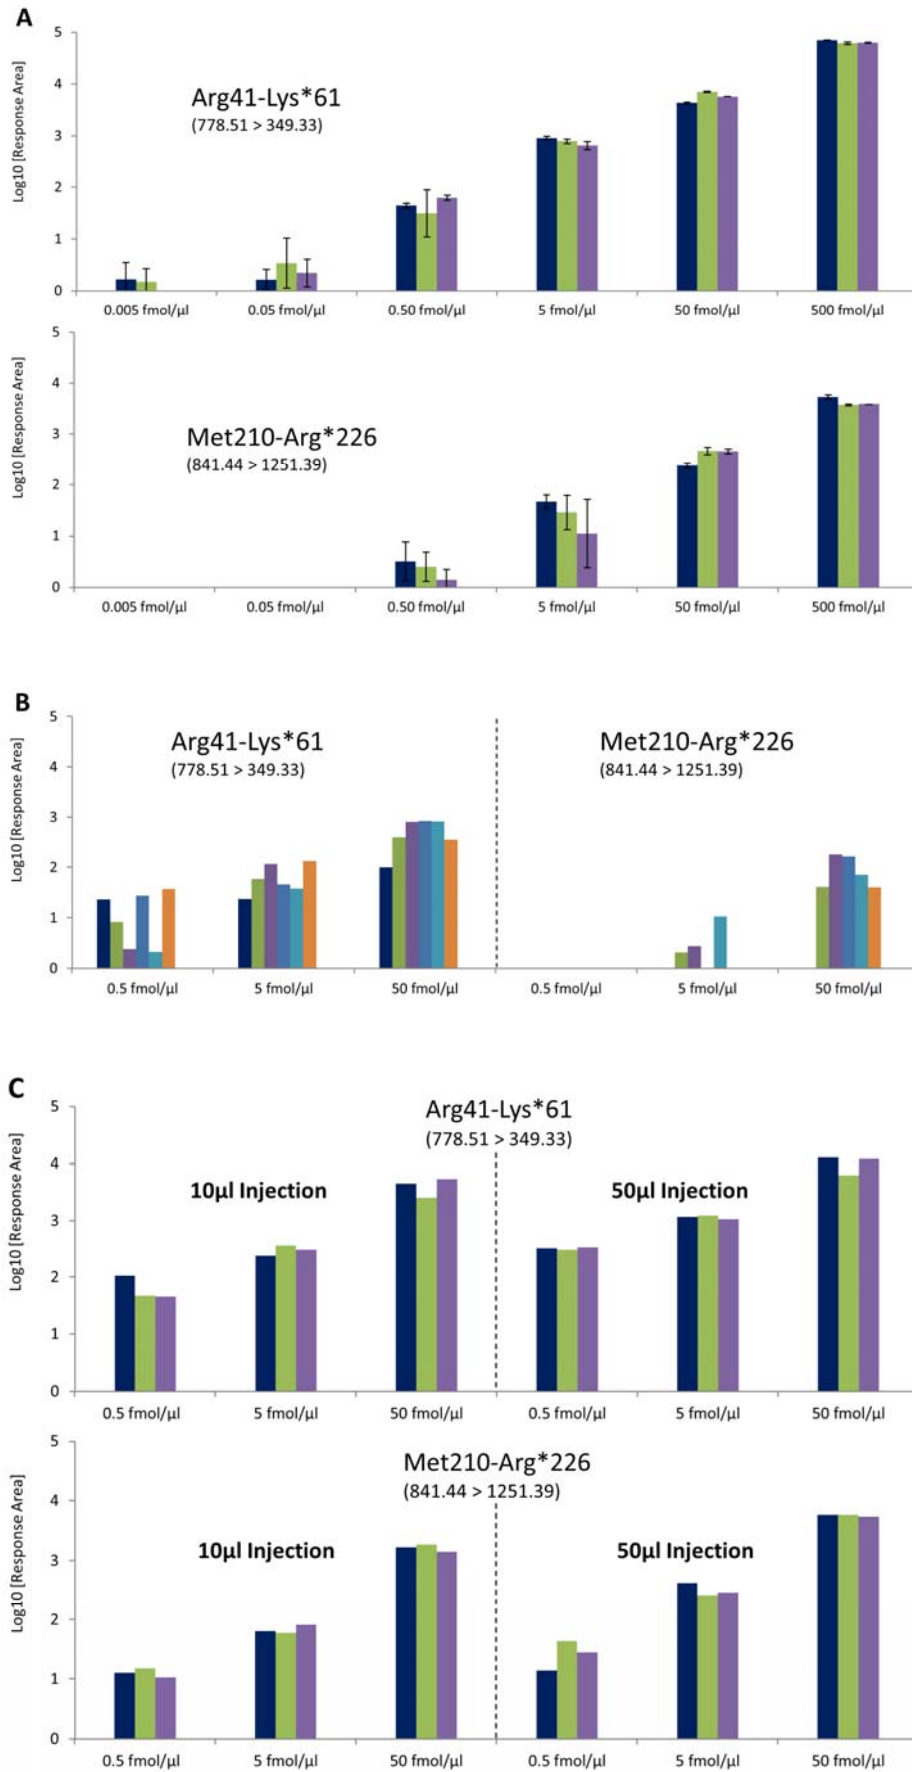 A
Log10 [Response Area]
5
4
3
2
1
0
Arg41-Lys*61
(778.51 > 349.33)
0.005 fmol/µl 0.05 fmol/µl 0.50 fmol/µl 5 fmol/µl 50 fmol/µl 500 fmol/µl
Log10 [Response Area]
5
4
3
2
1
0
Met210-Arg*226
(841.44 > 1251.39)
0.005 fmol/µl 0.05 fmol/µl 0.50 fmol/µl 5 fmol/µl 50 fmol/µl 500 fmol/µl
B
Log10 [Response Area]
5
4
3
2
1
0
Arg41-Lys*61
(778.51 > 349.33)
Met210-Arg*226
(841.44 > 1251.39)
0.5 fmol/µl 5 fmol/µl 50 fmol/µl 0.5 fmol/µl 5 fmol/µl 50 fmol/µl
C
Log10 [Response Area]
5
4
3
2
1
0
Arg41-Lys*61
(778.51 > 349.33)
10µl Injection 50µl Injection
0.5 fmol/µl 5 fmol/µl 50 fmol/µl 0.5 fmol/µl 5 fmol/µl 50 fmol/µl
Log10 [Response Area]
5
4
3
2
1
0
Met210-Arg*226
(841.44 > 1251.39)
10µl Injection 50µl Injection
0.5 fmol/µl 5 fmol/µl 50 fmol/µl 0.5 fmol/µl 5 fmol/µl 50 fmol/µl